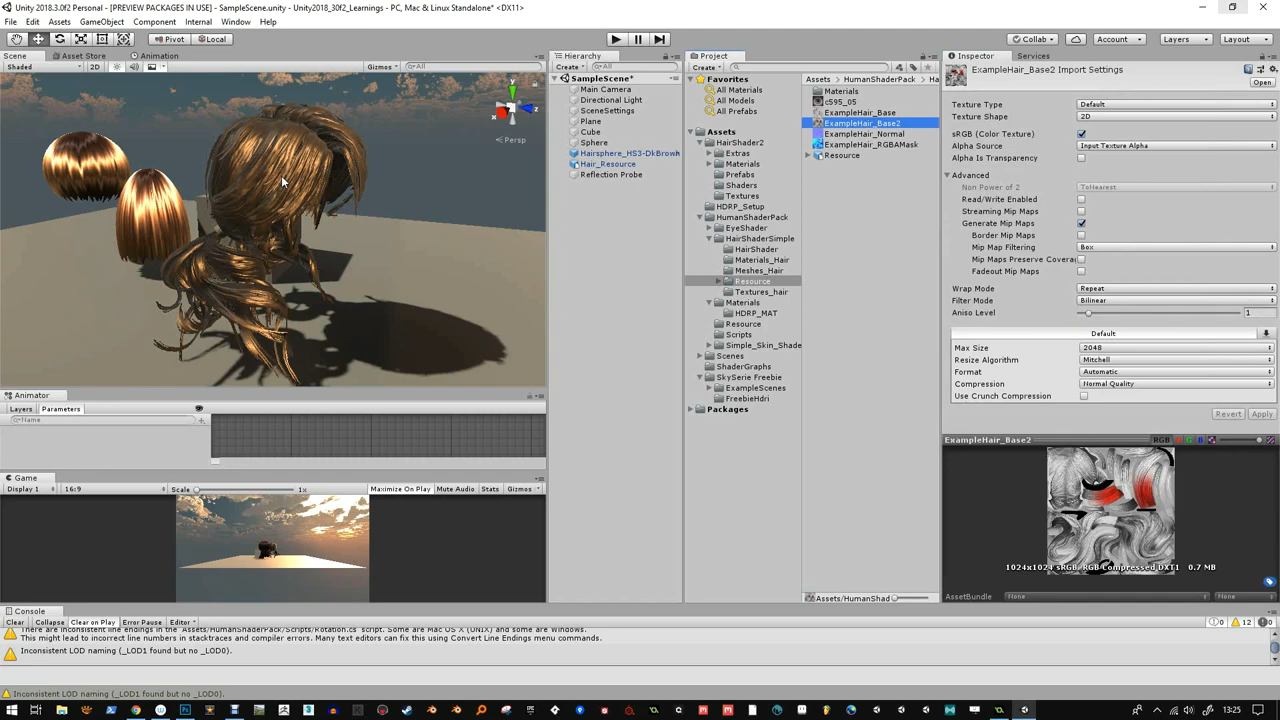 Unity 2018.3.0f2 Personal - [PREVIEW PACKAGES IN USE] - SampleScene.unity - Unity2018_30f2_Learnings - PC, Mac & Linux Standalone* <DX11>
File Edit Assets GameObject Component Internal Window Help
Pivot Local Collab Account Layers Layout
Scene Asset Store Animation
Shaded 2D Gizmos All
y
x
z
Persp
Animator
Layers Parameters
Name
Game
Display 1 16:9 Scale 1x Maximize On Play Mute Audio Stats Gizmos
Hierarchy
Create All
SampleScene*
Main Camera
Directional Light
SceneSettings
Plane
Cube
Sphere
Hairsphere_HS3-DkBrown
Hair_Resource
Reflection Probe
Project
Create
Favorites
All Materials
All Models
All Prefabs
Assets
HairShader2
Extras
Materials
Prefabs
Shaders
Textures
HDRP_Setup
HumanShaderPack
EyeShader
HairShaderSimple
HairShader
Materials_Hair
Meshes_Hair
Resource
Textures_hair
Materials
HDRP_MAT
Resource
Scripts
Simple_Skin_Shade
Scenes
ShaderGraphs
SkySerie Freebie
ExampleScenes
FreebieHdri
Packages
Assets HumanShaderPack Ha
Materials
c595_05
ExampleHair_Base
ExampleHair_Base2
ExampleHair_Normal
ExampleHair_RGBAMask
Resource
Assets/HumanShad
Inspector Services
ExampleHair_Base2 Import Settings
Open
Texture Type Default
Texture Shape 2D
sRGB (Color Texture)
Alpha Source Input Texture Alpha
Alpha Is Transparency
Advanced
Non Power of 2 ToNearest
Read/Write Enabled
Streaming Mip Maps
Generate Mip Maps
Border Mip Maps
Mip Map Filtering Box
Mip Maps Preserve Covera
Fadeout Mip Maps
Wrap Mode Repeat
Filter Mode Bilinear
Aniso Level 1
Default
Max Size 2048
Resize Algorithm Mitchell
Format Automatic
Compression Normal Quality
Use Crunch Compression
Revert Apply
ExampleHair_Base2 RGB R G B
1024x1024 sRGB RGB Compressed DXT1 0.7 MB
AssetBundle None None
Console
Clear Collapse Clear on Play Error Pause Editor 0 12 0
There are inconsistent line endings in the 'Assets/HumanShaderPack/Scripts/Rotation.cs' script. Some are Mac OS X (UNIX) and some are Windows.
This might lead to incorrect line numbers in stacktraces and compiler errors. Many text editors can fix this using Convert Line Endings menu commands.
Inconsistent LOD naming (_LOD1 found but no _LOD0).
Inconsistent LOD naming (_LOD1 found but no _LOD0).
13:25